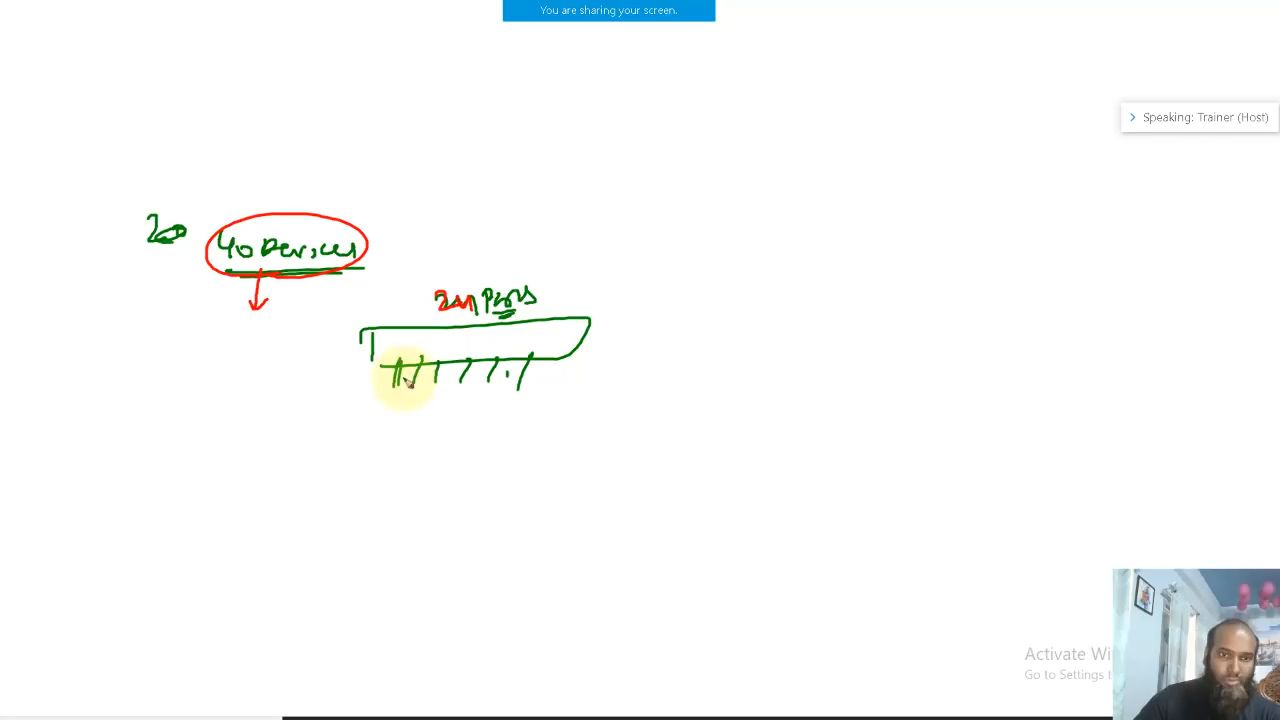 You are sharing your screen.
Speaking: Trainer (Host)
40 Devices
24 Ports
Activate Wi
Go to Settings t